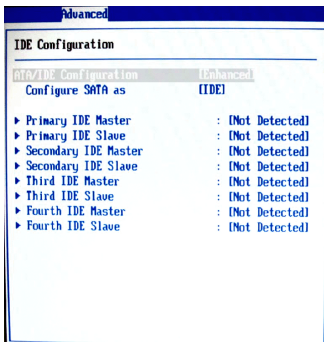 Advanced
IDE Configuration
ATA/IDE Configuration [Enhanced]
Configure SATA as [IDE]
Primary IDE Master : [Not Detected]
Primary IDE Slave : [Not Detected]
Secondary IDE Master : [Not Detected]
Secondary IDE Slave : [Not Detected]
Third IDE Master : [Not Detected]
Third IDE Slave : [Not Detected]
Fourth IDE Master : [Not Detected]
Fourth IDE Slave : [Not Detected]